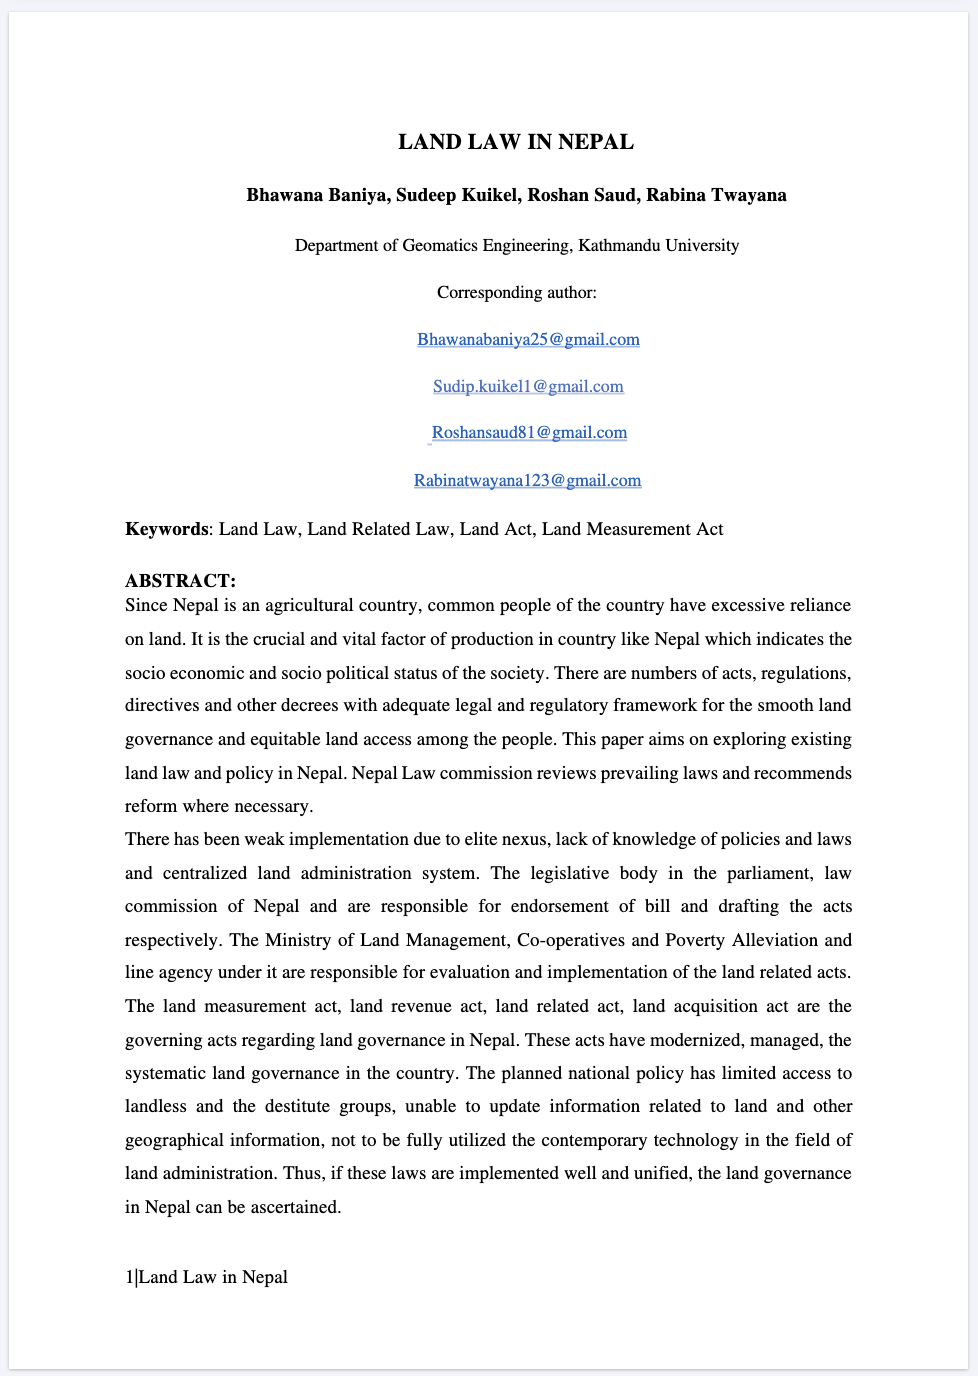 LAND LAW IN NEPAL
Bhawana Baniya, Sudeep Kuikel, Roshan Saud, Rabina Twayana
Department of Geomatics Engineering, Kathmandu University
Corresponding author:
Bhawanabaniya25@gmail.com
Sudip.kuikel1@gmail.com
Roshansaud81@gmail.com
Rabinatwayana123@gmail.com
Keywords: Land Law, Land Related Law, Land Act, Land Measurement Act
ABSTRACT:
Since Nepal is an agricultural country, common people of the country have excessive reliance
on land. It is the crucial and vital factor of production in country like Nepal which indicates the
socio economic and socio political status of the society. There are numbers of acts, regulations,
directives and other decrees with adequate legal and regulatory framework for the smooth land
governance and equitable land access among the people. This paper aims on exploring existing
land law and policy in Nepal. Nepal Law commission reviews prevailing laws and recommends
reform where necessary.
There has been weak implementation due to elite nexus, lack of knowledge of policies and laws
and centralized land administration system. The legislative body in the parliament, law
commission of Nepal and are responsible for endorsement of bill and drafting the acts
respectively. The Ministry of Land Management, Co-operatives and Poverty Alleviation and
line agency under it are responsible for evaluation and implementation of the land related acts.
The land measurement act, land revenue act, land related act, land acquisition act are the
governing acts regarding land governance in Nepal. These acts have modernized, managed, the
systematic land governance in the country. The planned national policy has limited access to
landless and the destitute groups, unable to update information related to land and other
geographical information, not to be fully utilized the contemporary technology in the field of
land administration. Thus, if these laws are implemented well and unified, the land governance
in Nepal can be ascertained.
1|Land Law in Nepal